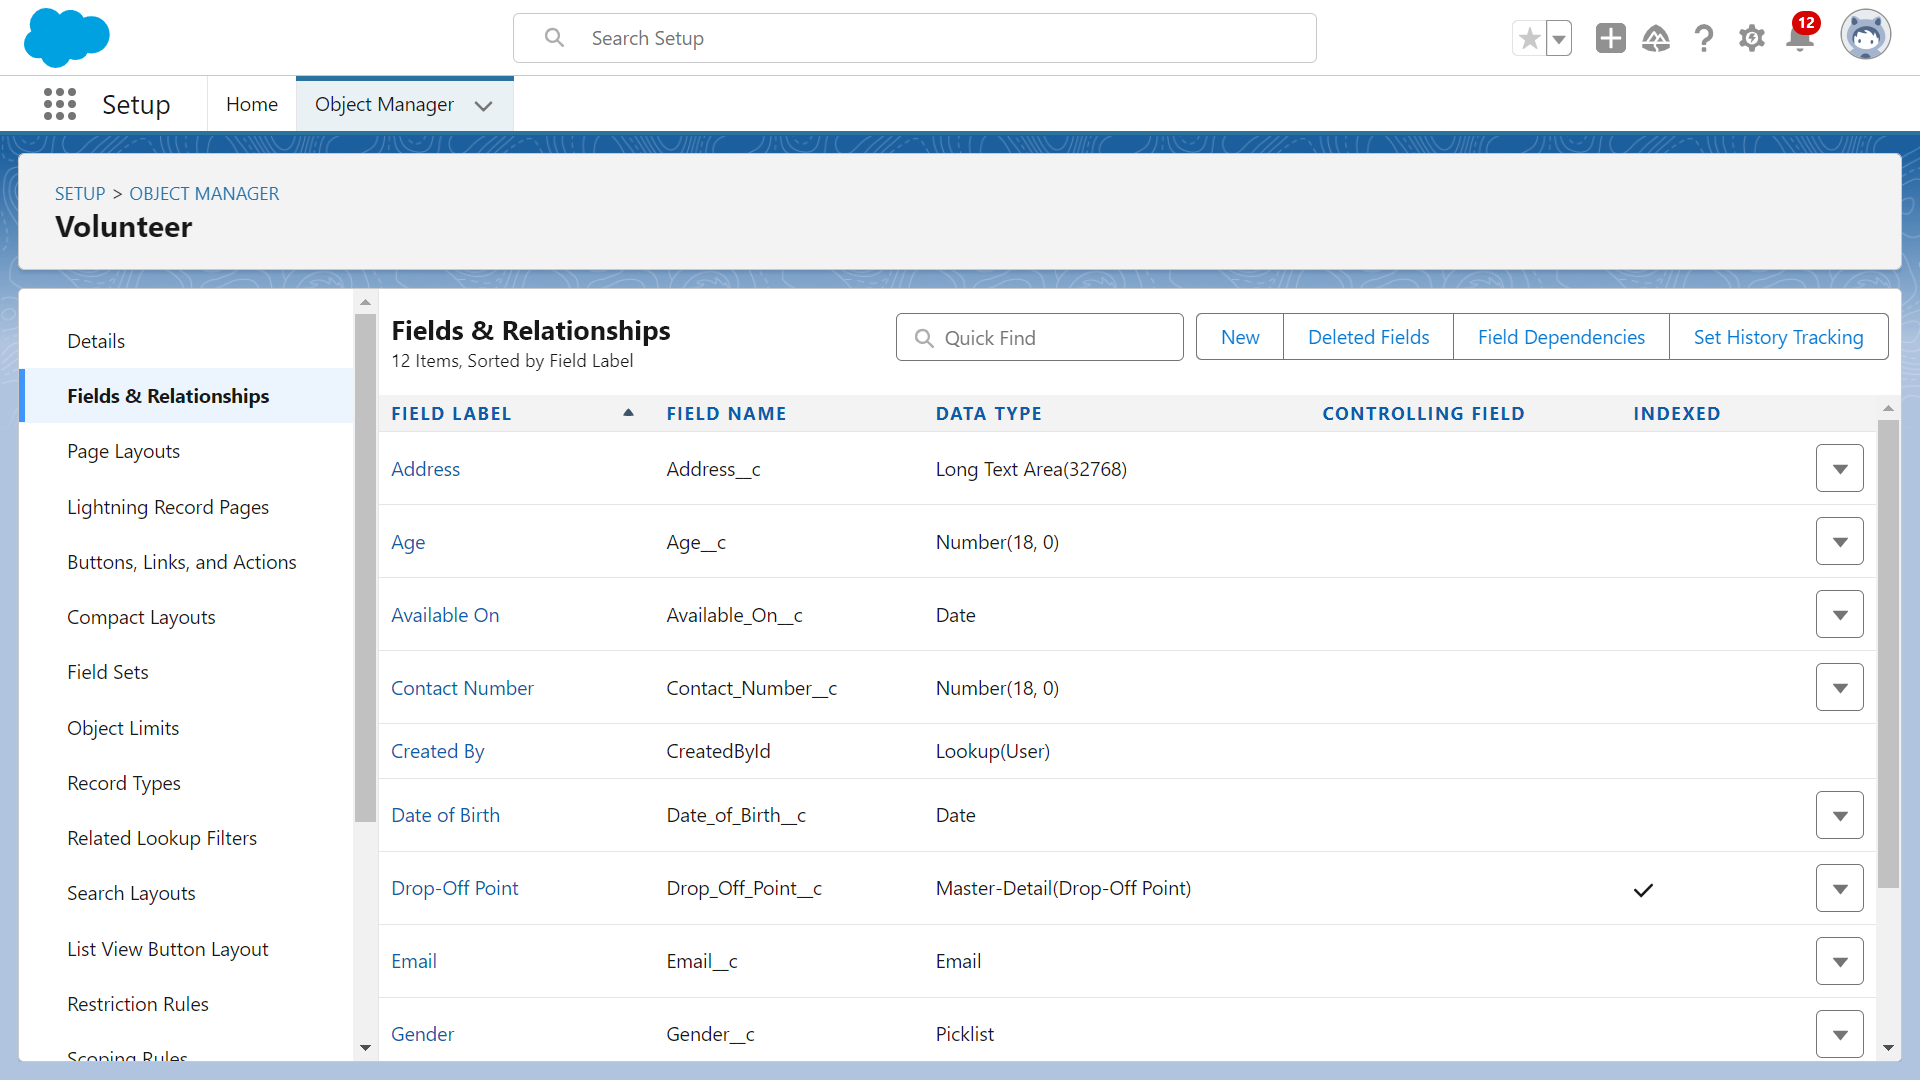 Search Setup
12
Setup
Home
Object Manager
SETUP > OBJECT MANAGER
Volunteer
Details
Fields & Relationships
Page Layouts
Lightning Record Pages
Buttons, Links, and Actions
Compact Layouts
Field Sets
Object Limits
Record Types
Related Lookup Filters
Search Layouts
List View Button Layout
Restriction Rules
Scoping Rules
Fields & Relationships
12 Items, Sorted by Field Label
Quick Find
New
Deleted Fields
Field Dependencies
Set History Tracking
FIELD LABEL FIELD NAME DATA TYPE CONTROLLING FIELD INDEXED
Address Address__c Long Text Area(32768)
Age Age__c Number(18, 0)
Available On Available_On__c Date
Contact Number Contact_Number__c Number(18, 0)
Created By CreatedById Lookup(User)
Date of Birth Date_of_Birth__c Date
Drop-Off Point Drop_Off_Point__c Master-Detail(Drop-Off Point)
Email Email__c Email
Gender Gender__c Picklist